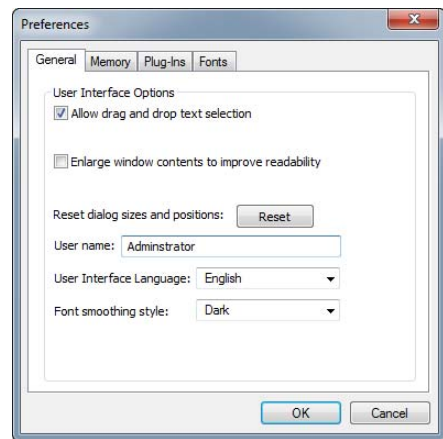 Preferences
General Memory Plug-Ins Fonts
User Interface Options
Allow drag and drop text selection
Enlarge window contents to improve readability
Reset dialog sizes and positions: Reset
User name: Adminstrator
User Interface Language: English
Font smoothing style: Dark
OK Cancel